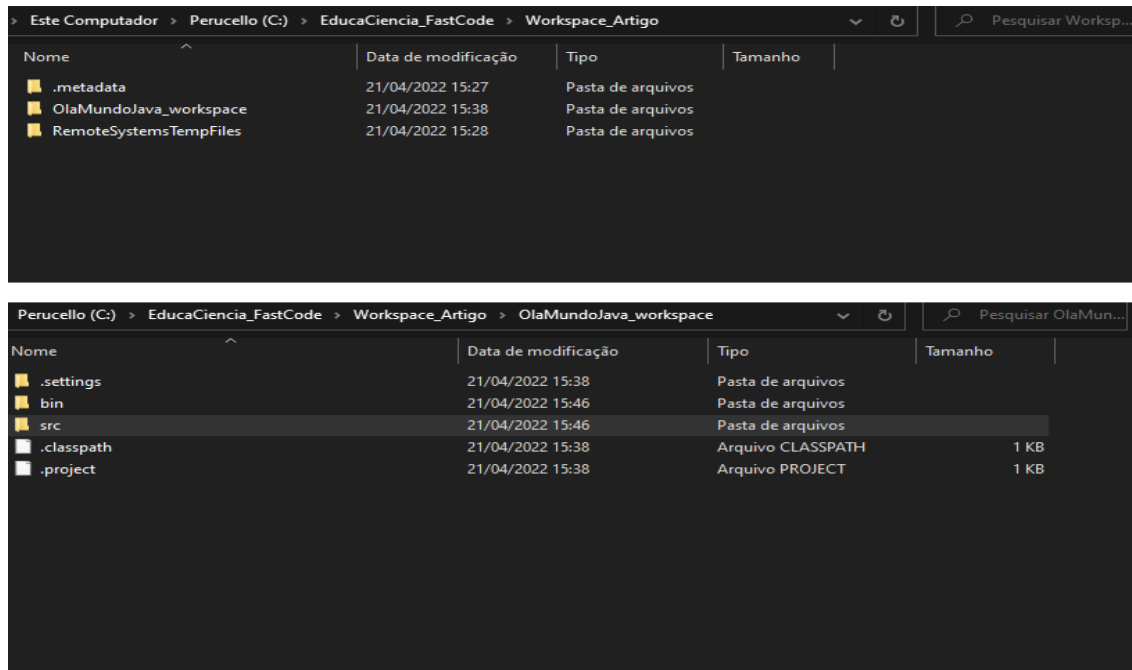 › Este Computador › Perucello (C:) › EducaCiencia_FastCode › Workspace_Artigo Pesquisar Worksp...
Nome Data de modificação Tipo Tamanho
.metadata 21/04/2022 15:27 Pasta de arquivos
OlaMundoJava_workspace 21/04/2022 15:38 Pasta de arquivos
RemoteSystemsTempFiles 21/04/2022 15:28 Pasta de arquivos
Perucello (C:) › EducaCiencia_FastCode › Workspace_Artigo › OlaMundoJava_workspace Pesquisar OlaMun...
Nome Data de modificação Tipo Tamanho
.settings 21/04/2022 15:38 Pasta de arquivos
bin 21/04/2022 15:46 Pasta de arquivos
src 21/04/2022 15:46 Pasta de arquivos
.classpath 21/04/2022 15:38 Arquivo CLASSPATH 1 KB
.project 21/04/2022 15:38 Arquivo PROJECT 1 KB